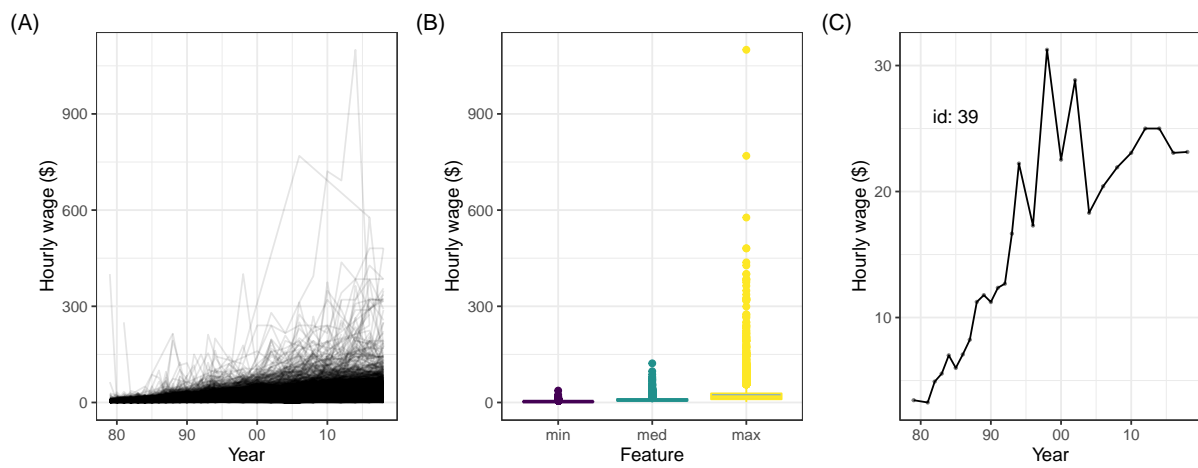 (A)
Hourly wage ($)
900
600
300
0
80 90 00 10
Year
(B)
Hourly wage ($)
900
600
300
0
min med max
Feature
(C)
Hourly wage ($)
30
20
10
id: 39
80 90 00 10
Year